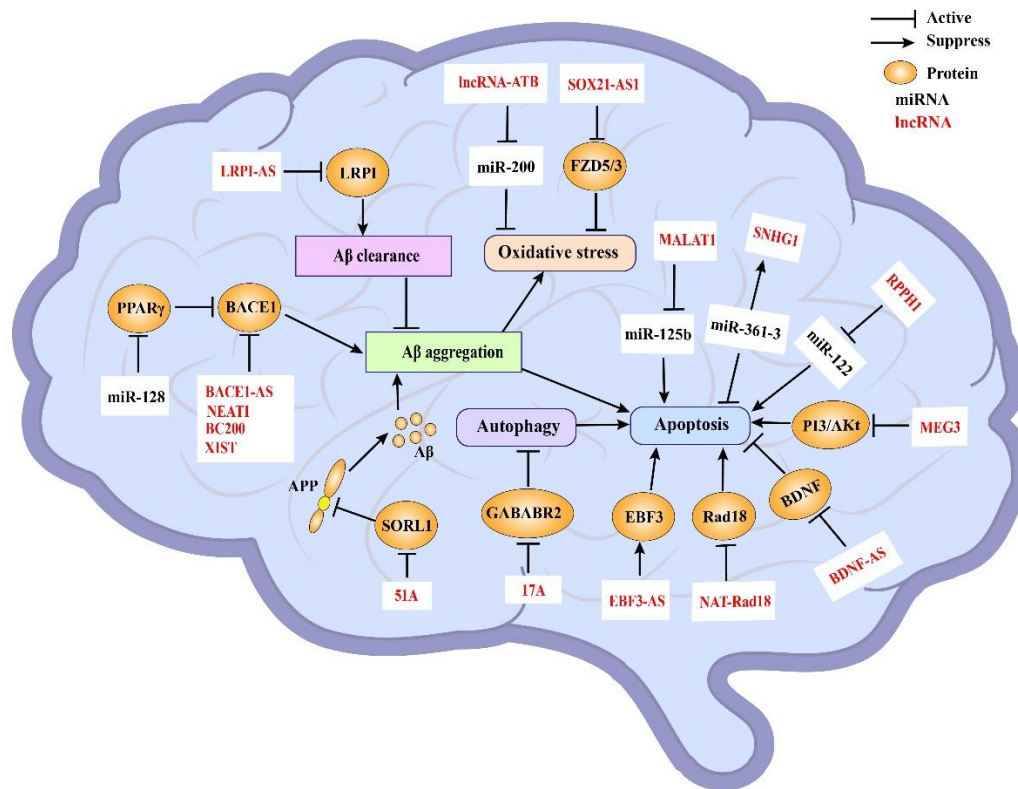 Active
Suppress
Protein
miRNA
lncRNA
lncRNA-ATB
SOX21-AS1
LRPI-AS
LRPI
miR-200
FZD5/3
Aβ clearance
Oxidative stress
MALAT1
SNHG1
RPPH1
PPARγ
BACE1
miR-125b
miR-361-3
miR-122
Aβ aggregation
miR-128
BACE1-AS
NEATI
BC200
XIST
Autophagy
Apoptosis
PI3/AKt
MEG3
Aβ
APP
SORL1
GABABR2
EBF3
Rad18
BDNF
BDNF-AS
51A
17A
EBF3-AS
NAT-Rad18